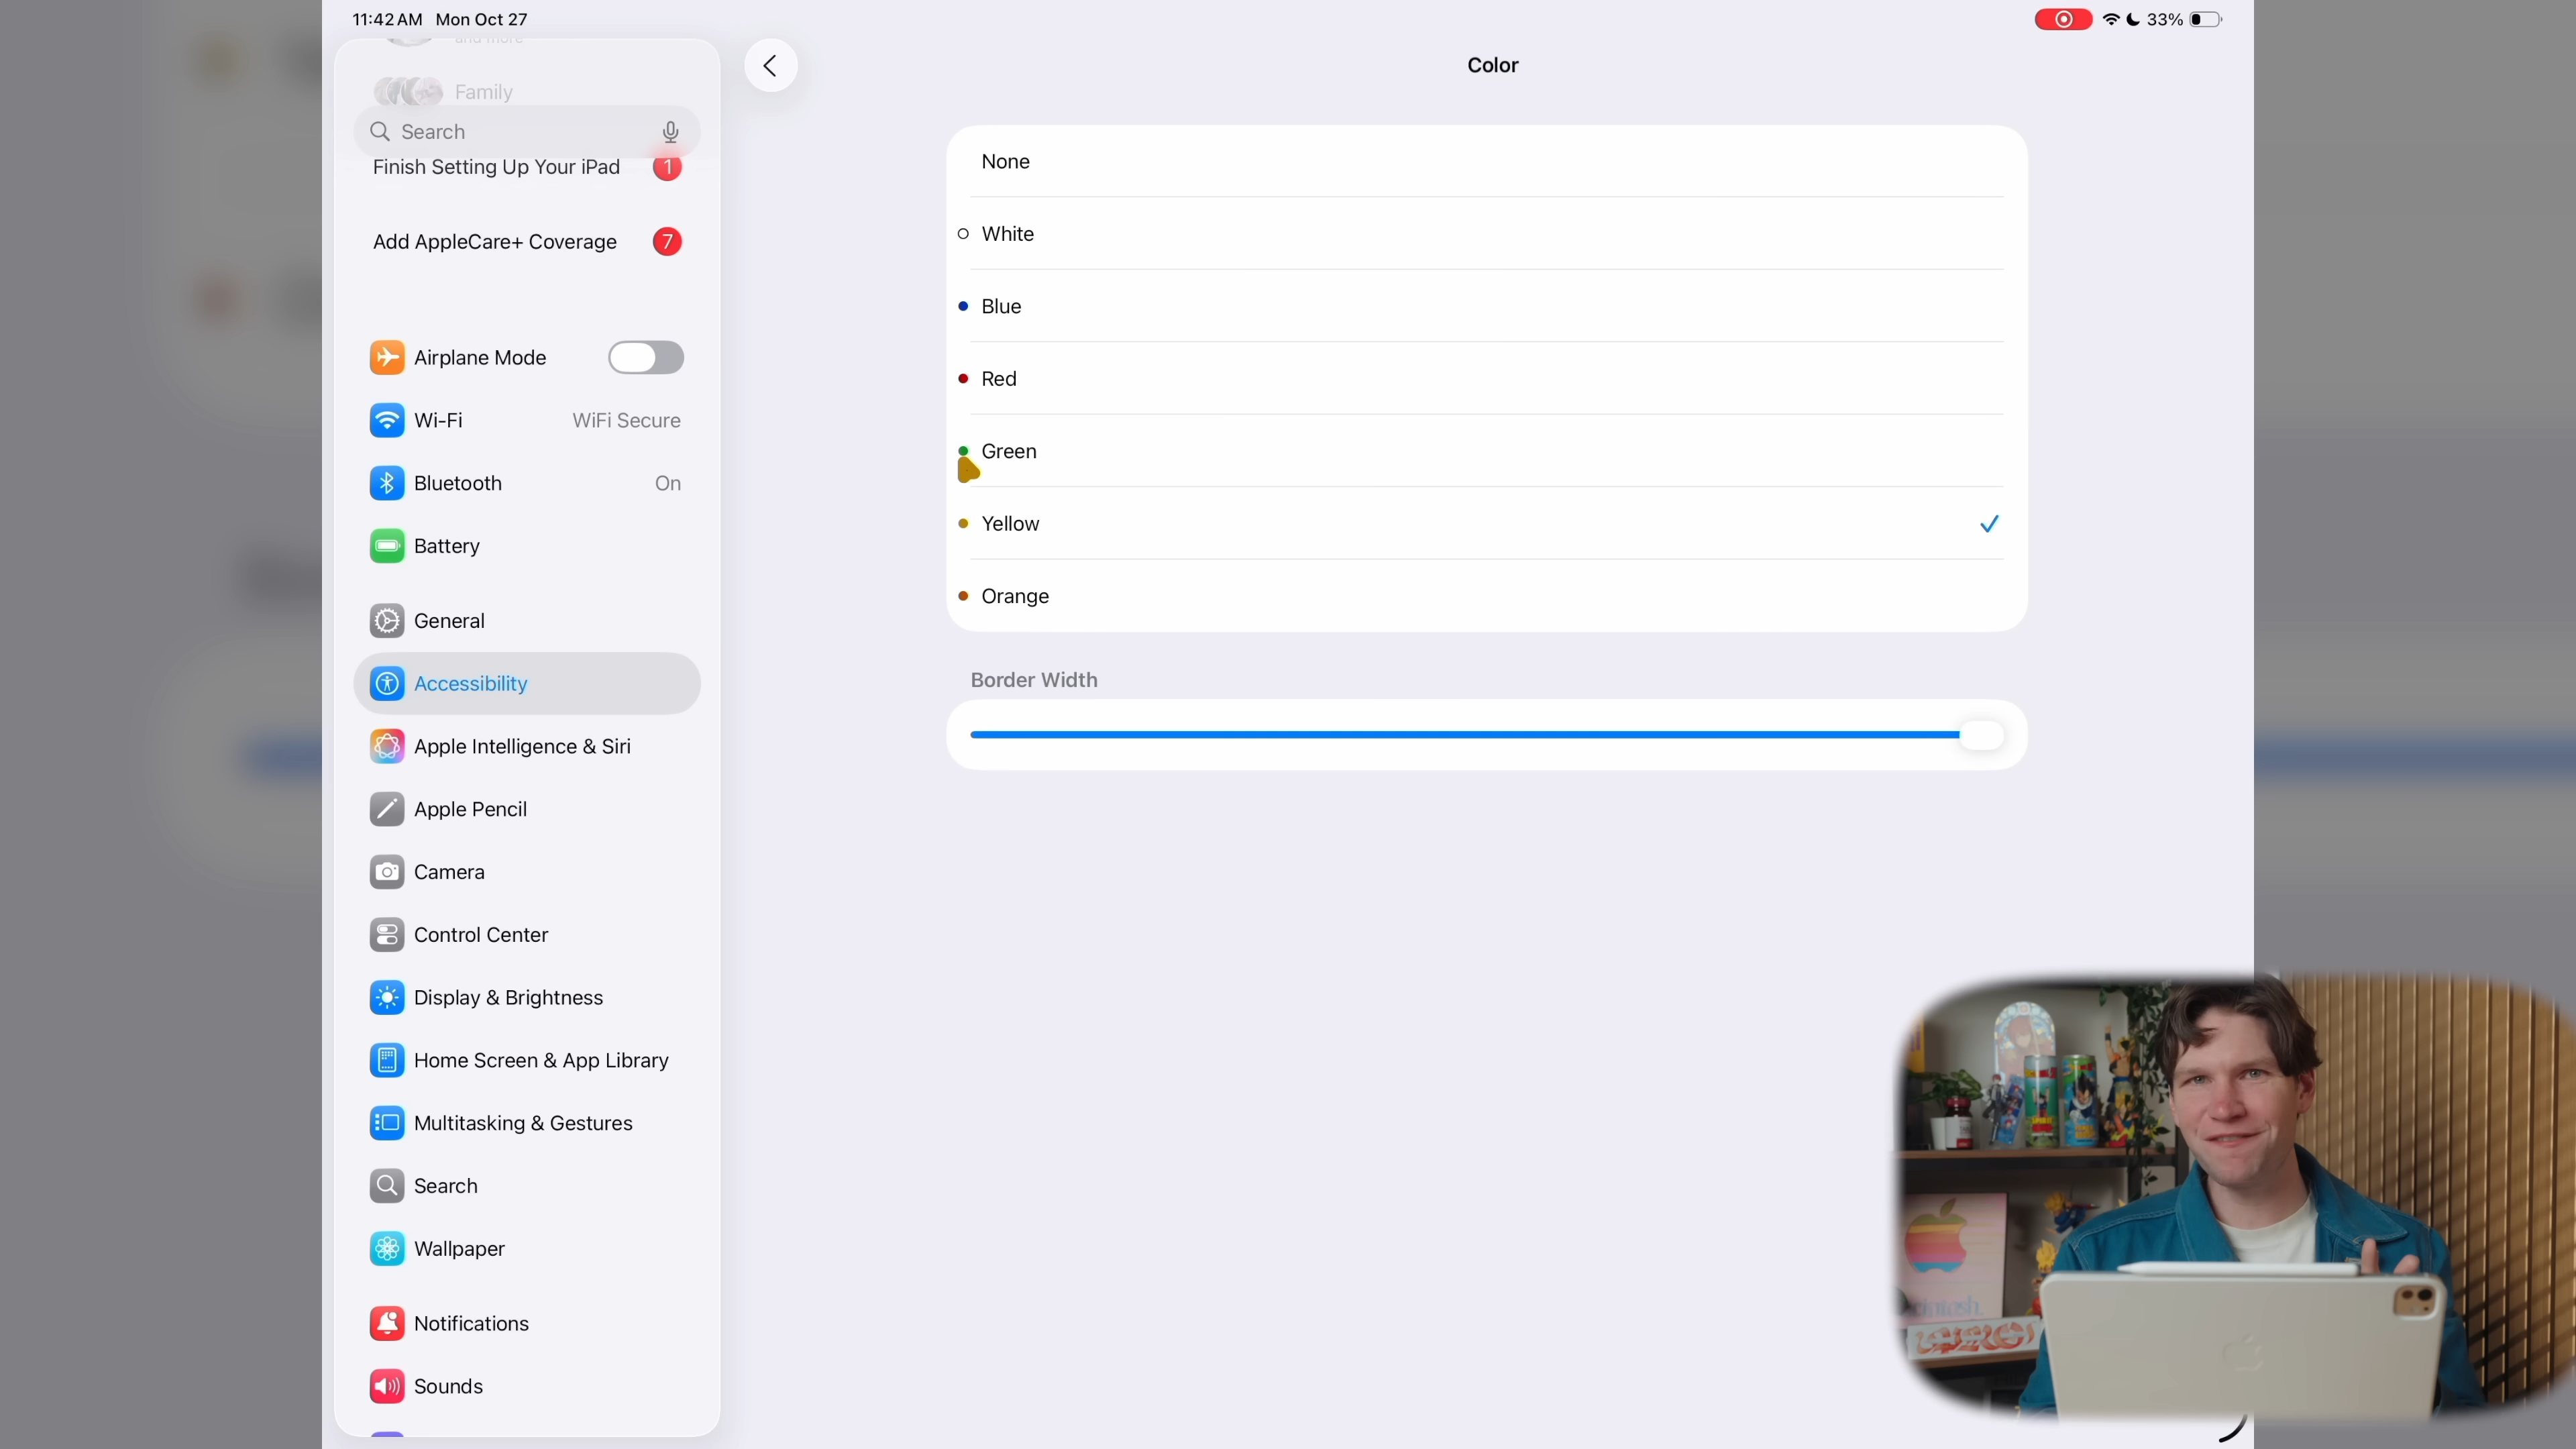 11:42 AM Mon Oct 27
33%
and more
Family
Search
Finish Setting Up Your iPad 1
Add AppleCare+ Coverage 7
Airplane Mode
Wi-Fi WiFi Secure
Bluetooth On
Battery
General
Accessibility
Apple Intelligence & Siri
Apple Pencil
Camera
Control Center
Display & Brightness
Home Screen & App Library
Multitasking & Gestures
Search
Wallpaper
Notifications
Sounds
Color
None
White
Blue
Red
Green
Yellow
Orange
Border Width